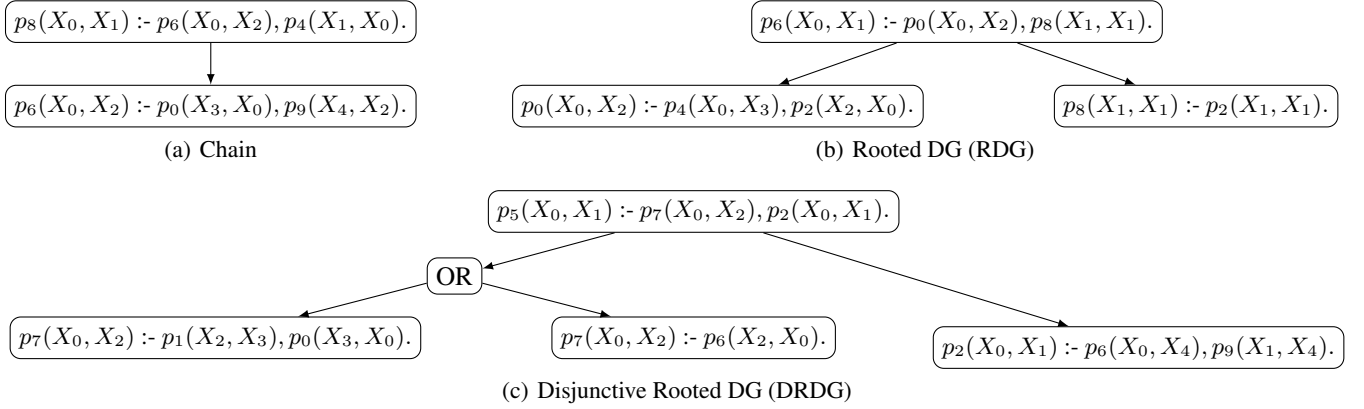 p₈(X₀, X₁) :- p₆(X₀, X₂), p₄(X₁, X₀).
p₆(X₀, X₂) :- p₀(X₃, X₀), p₉(X₄, X₂).
(a) Chain
p₆(X₀, X₁) :- p₀(X₀, X₂), p₈(X₁, X₁).
p₀(X₀, X₂) :- p₄(X₀, X₃), p₂(X₂, X₀).
p₈(X₁, X₁) :- p₂(X₁, X₁).
(b) Rooted DG (RDG)
p₅(X₀, X₁) :- p₇(X₀, X₂), p₂(X₀, X₁).
OR
p₇(X₀, X₂) :- p₁(X₂, X₃), p₀(X₃, X₀).
p₇(X₀, X₂) :- p₆(X₂, X₀).
p₂(X₀, X₁) :- p₆(X₀, X₄), p₉(X₁, X₄).
(c) Disjunctive Rooted DG (DRDG)